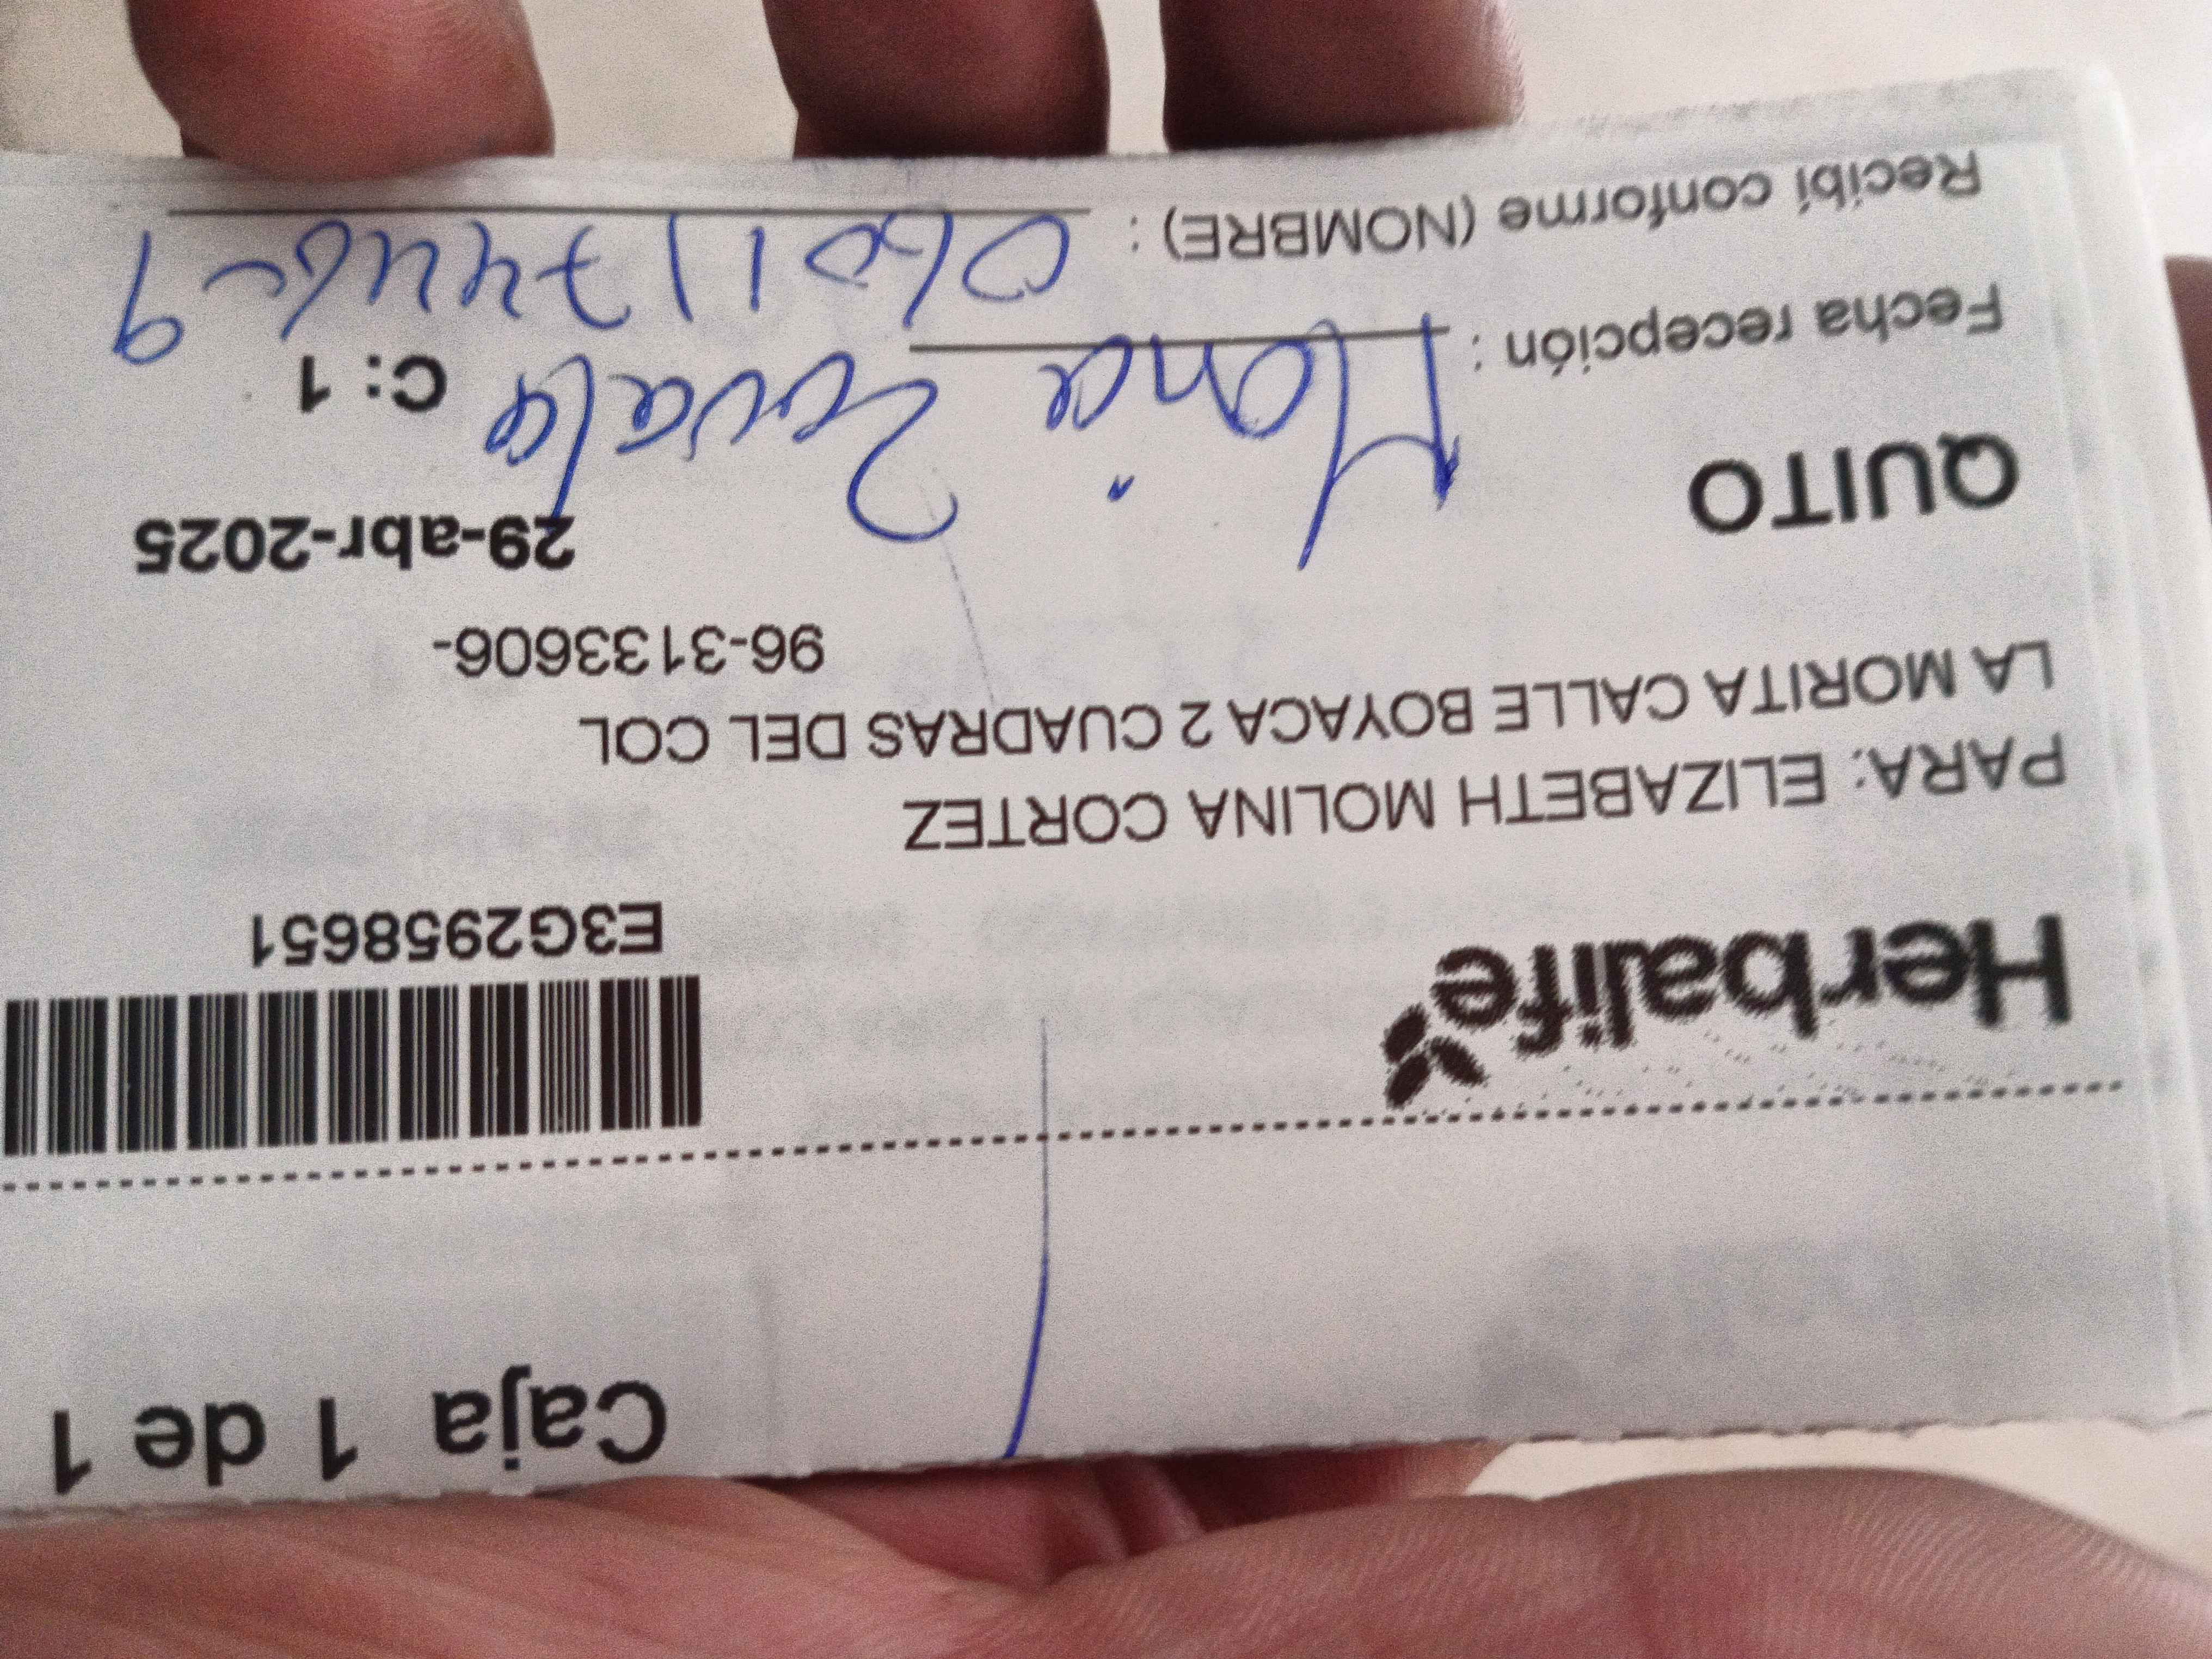 Caja 1 de 1
Herbalife
E3G2958651
PARA: ELIZABETH MOLINA CORTEZ
LA MORITA CALLE BOYACA 2 CUADRAS DEL COL
96-3133606-
QUITO
29-abr-2025
C: 1
Fecha recepción :
Recibí conforme (NOMBRE) :